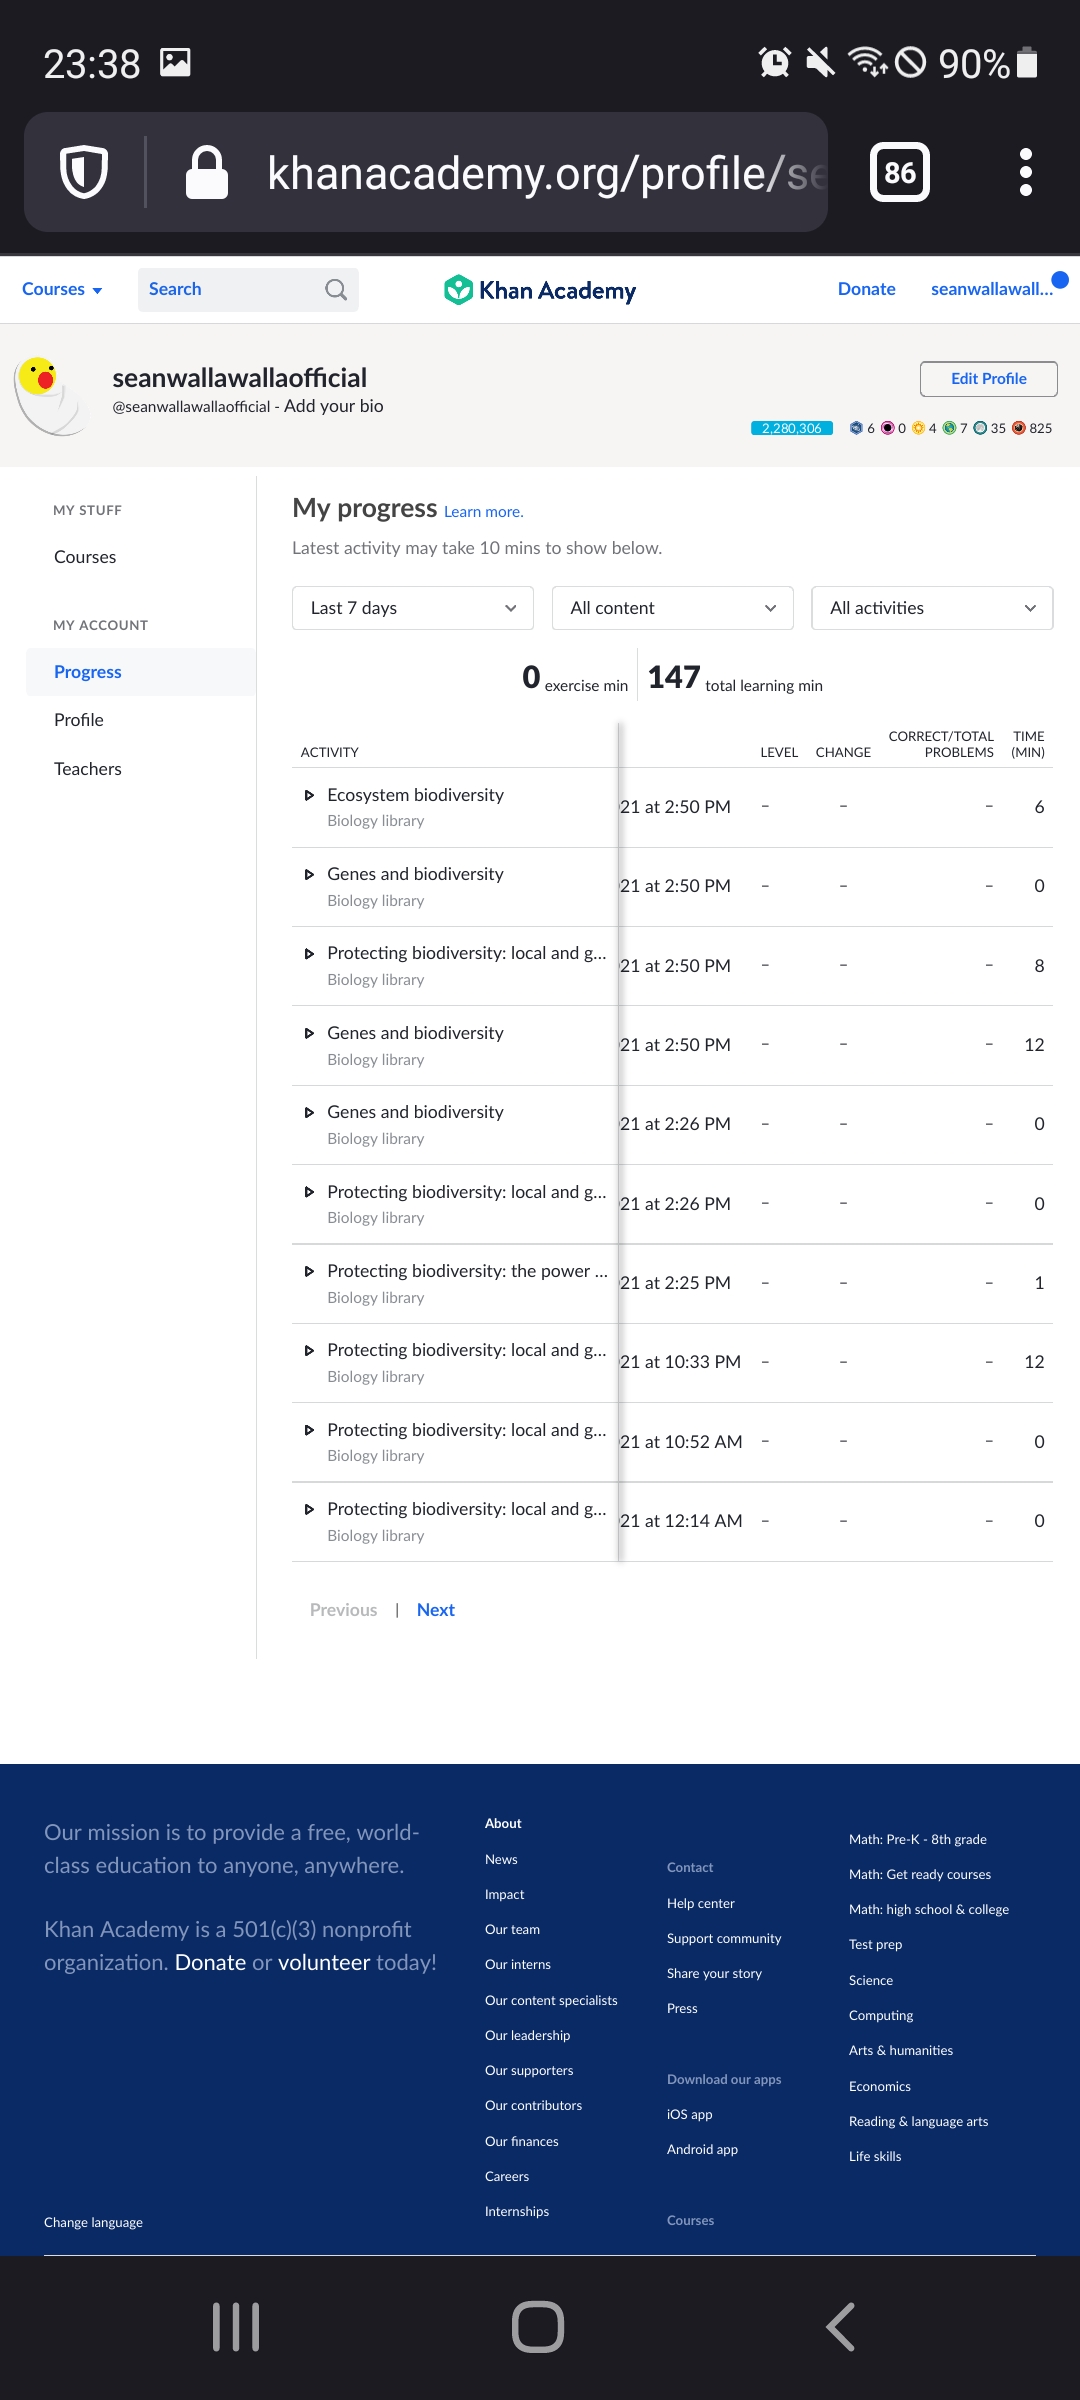 23:38
90%
khanacademy.org/profile/se
86
Courses
Search
Khan Academy
Donate
seanwallawall...
seanwallawallaofficial
@seanwallawallaofficial - Add your bio
Edit Profile
2,280,306 6 0 4 7 35 825
MY STUFF
Courses
MY ACCOUNT
Progress
Profile
Teachers
My progress Learn more.
Latest activity may take 10 mins to show below.
Last 7 days
All content
All activities
0 exercise min
147 total learning min
ACTIVITY LEVEL CHANGE CORRECT/TOTAL PROBLEMS TIME (MIN)
Ecosystem biodiversity
Biology library
21 at 2:50 PM – – – 6
Genes and biodiversity
Biology library
21 at 2:50 PM – – – 0
Protecting biodiversity: local and g...
Biology library
21 at 2:50 PM – – – 8
Genes and biodiversity
Biology library
21 at 2:50 PM – – – 12
Genes and biodiversity
Biology library
21 at 2:26 PM – – – 0
Protecting biodiversity: local and g...
Biology library
21 at 2:26 PM – – – 0
Protecting biodiversity: the power ...
Biology library
21 at 2:25 PM – – – 1
Protecting biodiversity: local and g...
Biology library
21 at 10:33 PM – – – 12
Protecting biodiversity: local and g...
Biology library
21 at 10:52 AM – – – 0
Protecting biodiversity: local and g...
Biology library
21 at 12:14 AM – – – 0
Previous | Next
Our mission is to provide a free, world-
class education to anyone, anywhere.
Khan Academy is a 501(c)(3) nonprofit
organization. Donate or volunteer today!
Change language
About
News
Impact
Our team
Our interns
Our content specialists
Our leadership
Our supporters
Our contributors
Our finances
Careers
Internships
Contact
Help center
Support community
Share your story
Press
Download our apps
iOS app
Android app
Courses
Math: Pre-K - 8th grade
Math: Get ready courses
Math: high school & college
Test prep
Science
Computing
Arts & humanities
Economics
Reading & language arts
Life skills